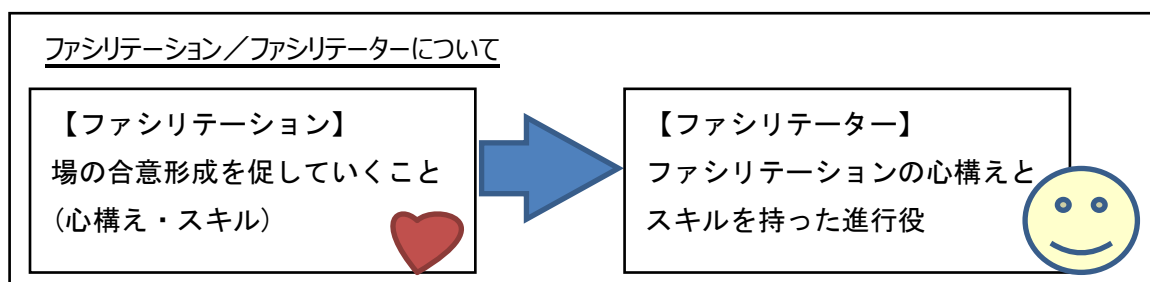 ファシリテーション／ファシリテーターについて
【ファシリテーション】
場の合意形成を促していくこと
(心構え・スキル)
【ファシリテーター】
ファシリテーションの心構えと
スキルを持った進行役